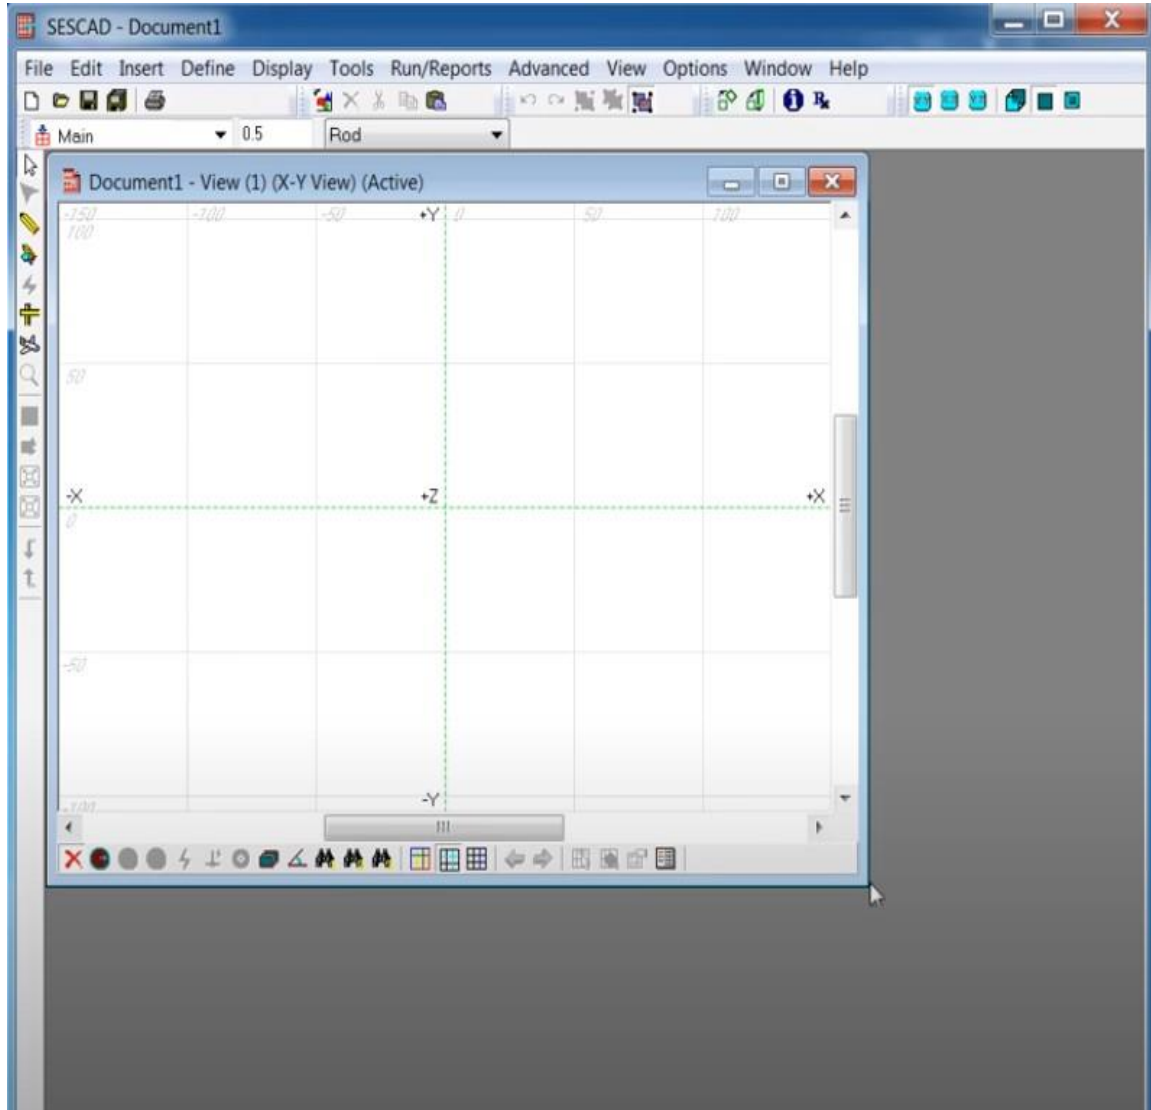 SESCAD - Document1
File Edit Insert Define Display Tools Run/Reports Advanced View Options Window Help
Main 0.5 Rod
Document1 - View (1) (X-Y View) (Active)
-150 -100 -50 +Y 0 50 100
100
50
-X +Z +X
0
-50
-100 -Y